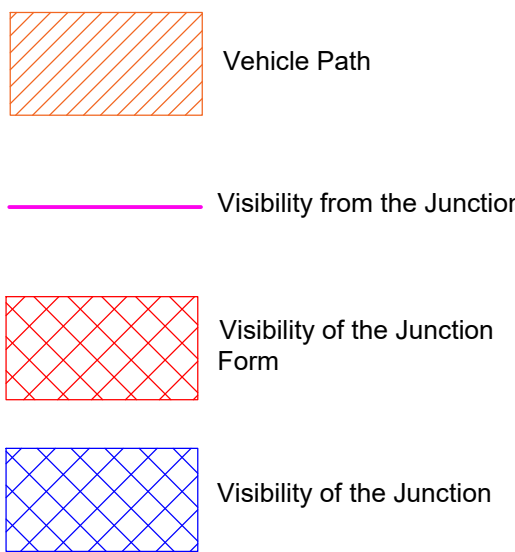 Vehicle Path
Visibility from the Junction
Visibility of the Junction
Form
Visibility of the Junction